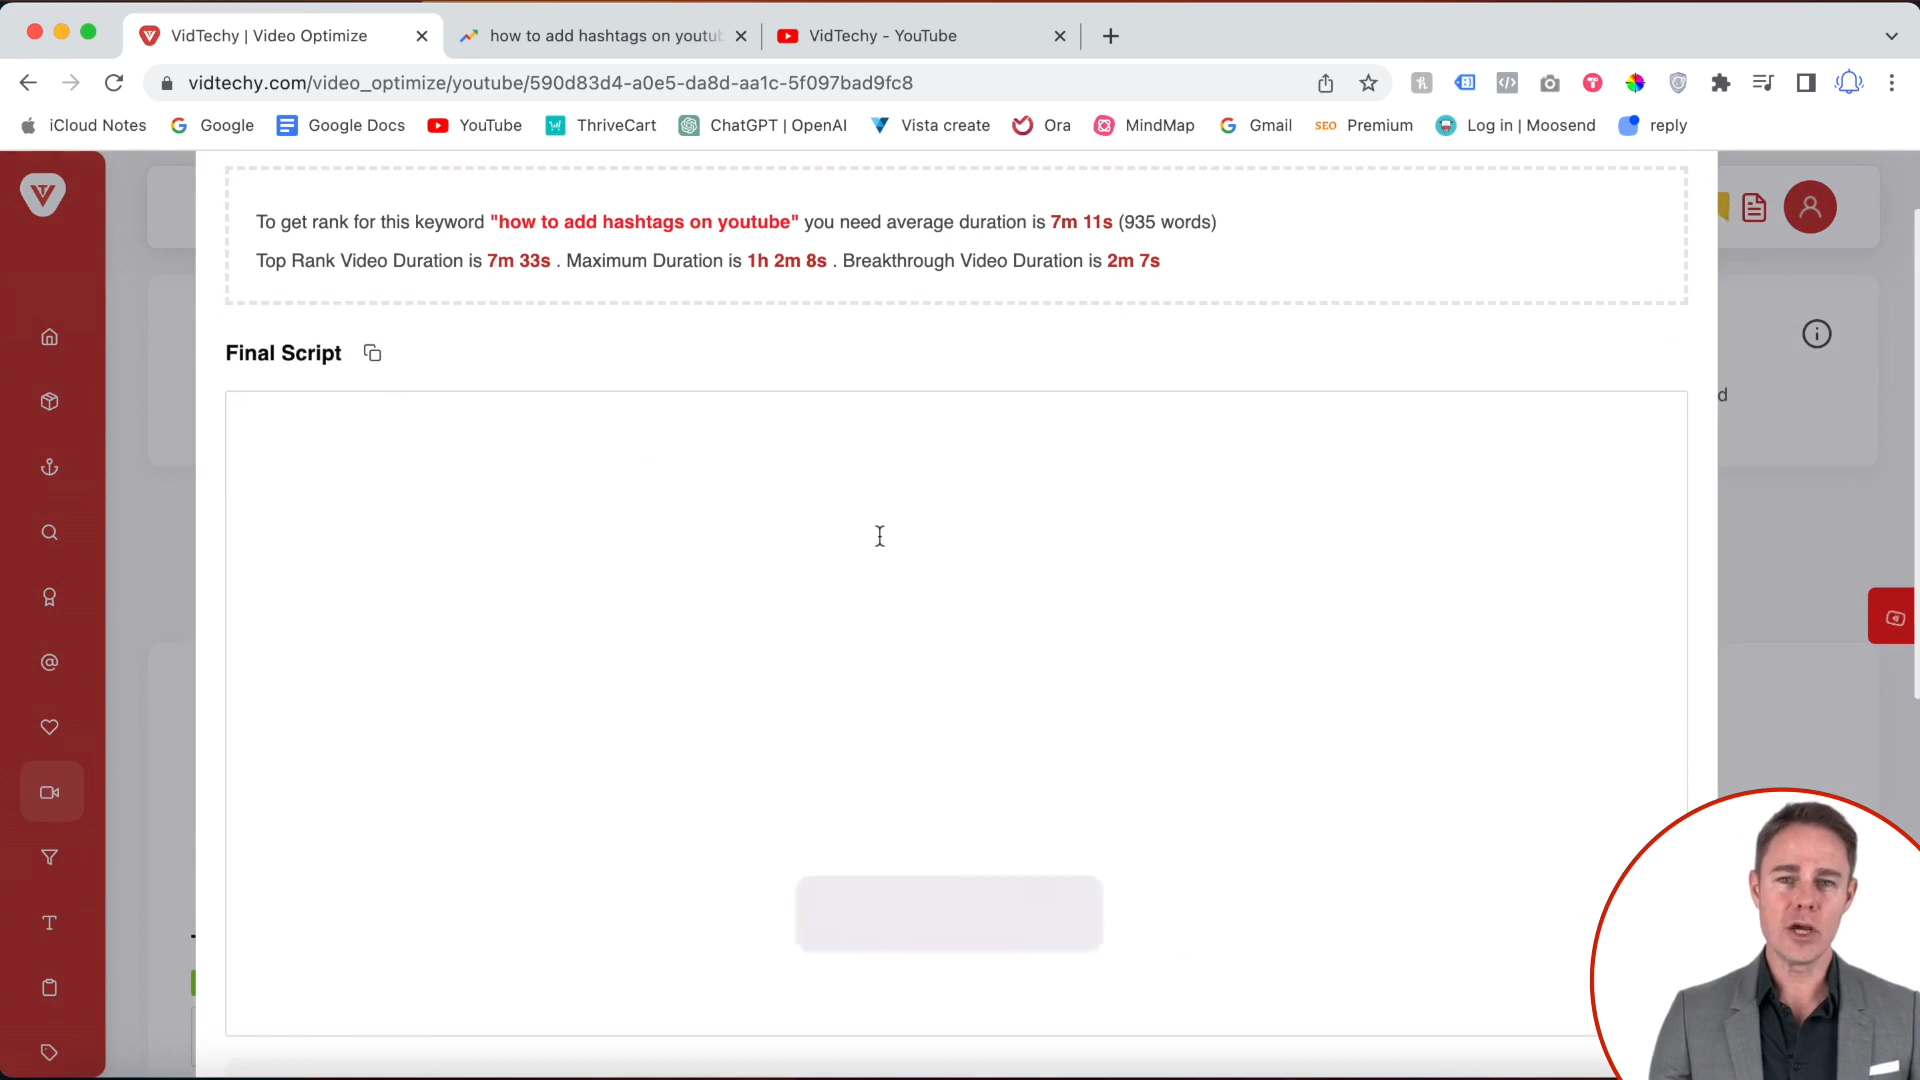 VidTechy | Video Optimize
how to add hashtags on youtu
VidTechy - YouTube
vidtechy.com/video_optimize/youtube/590d83d4-a0e5-da8d-aa1c-5f097bad9fc8
iCloud Notes
Google
Google Docs
YouTube
ThriveCart
ChatGPT | OpenAI
Vista create
Ora
MindMap
Gmail
SEO Premium
Log in | Moosend
reply
To get rank for this keyword "how to add hashtags on youtube" you need average duration is 7m 11s (935 words)
Top Rank Video Duration is 7m 33s . Maximum Duration is 1h 2m 8s . Breakthrough Video Duration is 2m 7s
Final Script
d